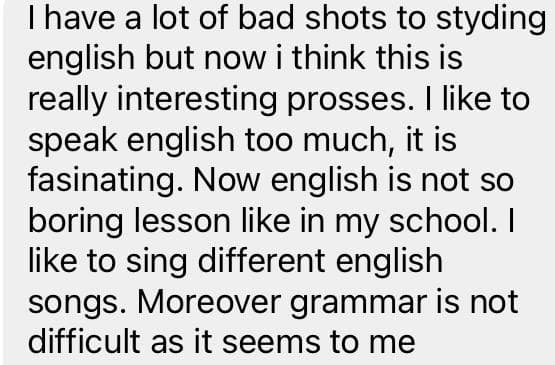 I have a lot of bad shots to styding
english but now i think this is
really interesting prosses. I like to
speak english too much, it is
fasinating. Now english is not so
boring lesson like in my school. I
like to sing different english
songs. Moreover grammar is not
difficult as it seems to me